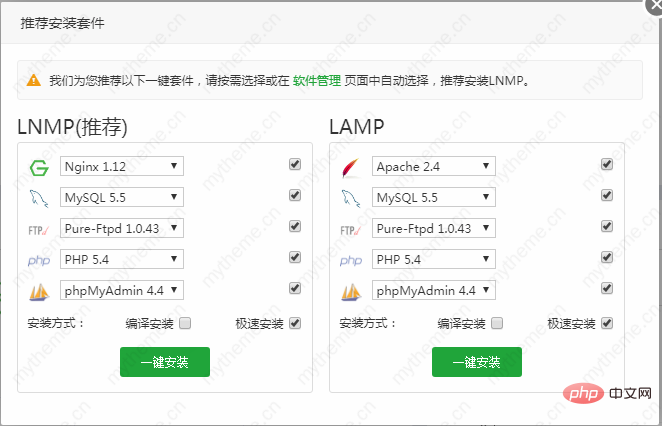 推荐安装套件
我们为您推荐以下一键套件，请按需选择或在 软件管理 页面中自动选择，推荐安装LNMP。
LNMP(推荐)
Nginx 1.12
MySQL 5.5
FTP Pure-Ftpd 1.0.43
php PHP 5.4
phpMyAdmin 4.4
安装方式： 编译安装 极速安装
一键安装
LAMP
Apache 2.4
MySQL 5.5
FTP Pure-Ftpd 1.0.43
php PHP 5.4
phpMyAdmin 4.4
安装方式： 编译安装 极速安装
一键安装
php 中文网
mytheme.cn